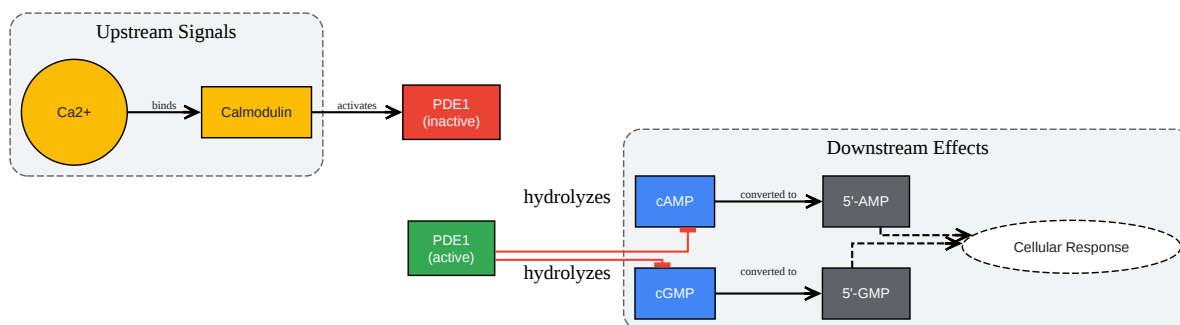 Upstream Signals
Ca2+
binds
Calmodulin
activates
PDE1
(inactive)
Downstream Effects
hydrolyzes
cAMP
converted to
5'-AMP
PDE1
(active)
Cellular Response
hydrolyzes
cGMP
converted to
5'-GMP